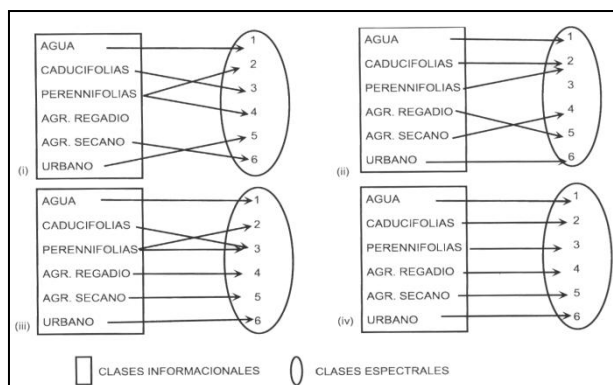 AGUA 1
CADUCIFOLIAS 2
PERENNIFOLIAS 3
AGR. REGADIO 4
AGR. SECANO 5
URBANO 6
(i)
AGUA 1
CADUCIFOLIAS 2
PERENNIFOLIAS 3
AGR. REGADIO 4
AGR. SECANO 5
URBANO 6
(ii)
AGUA 1
CADUCIFOLIAS 2
PERENNIFOLIAS 3
AGR. REGADIO 4
AGR. SECANO 5
URBANO 6
(iii)
AGUA 1
CADUCIFOLIAS 2
PERENNIFOLIAS 3
AGR. REGADIO 4
AGR. SECANO 5
URBANO 6
(iv)
CLASES INFORMACIONALES CLASES ESPECTRALES